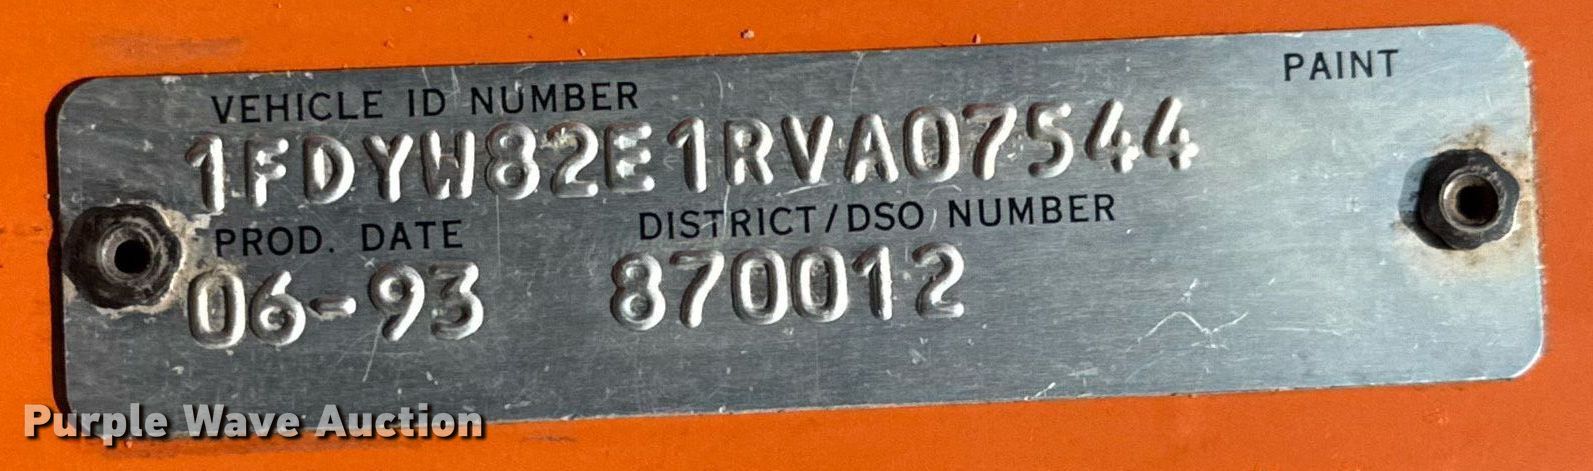 PAINT
VEHICLE ID NUMBER
1FDYW82E1RVA07544
PROD. DATE DISTRICT/DSO NUMBER
06-93 870012
Purple Wave Auction